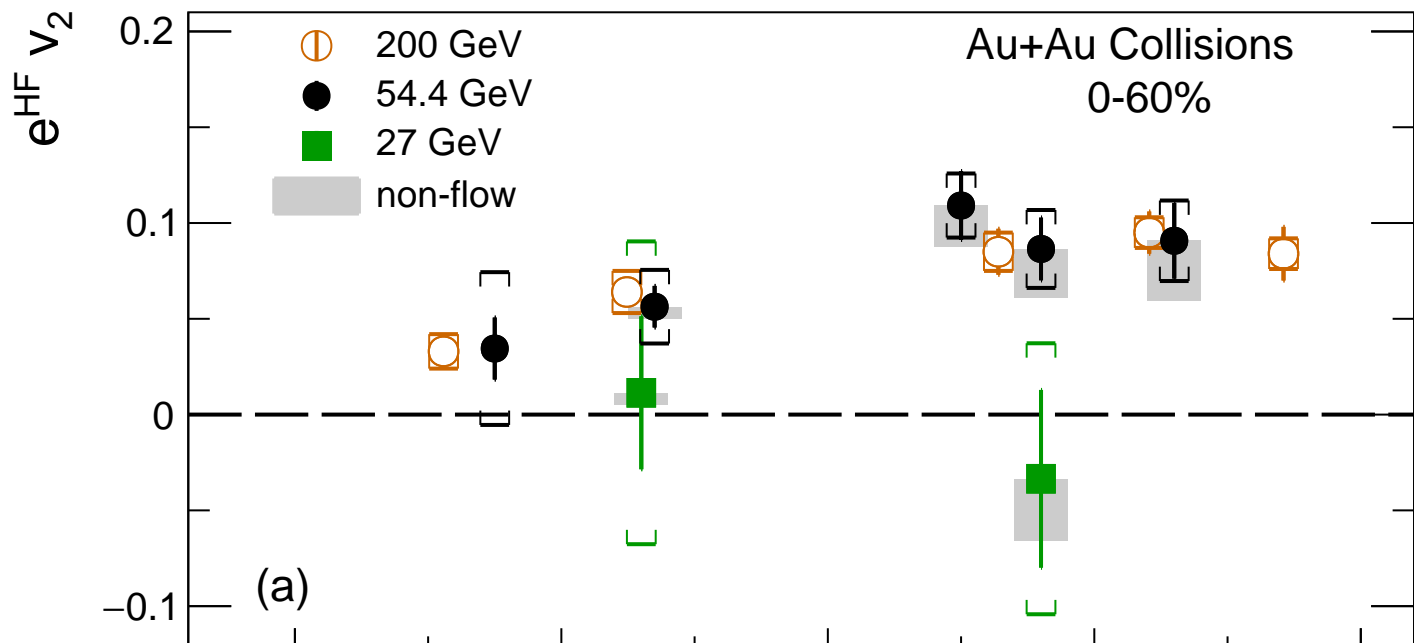 e^HF v_2
0.2
0.1
0
−0.1
200 GeV
54.4 GeV
27 GeV
non-flow
Au+Au Collisions
0-60%
(a)